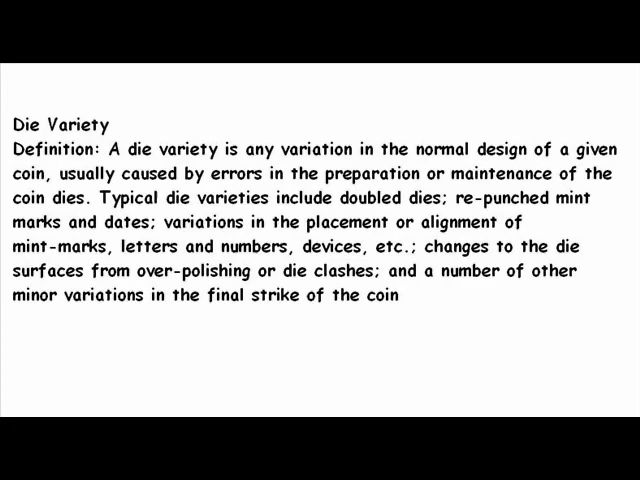 Die Variety
Definition: A die variety is any variation in the normal design of a given
coin, usually caused by errors in the preparation or maintenance of the
coin dies. Typical die varieties include doubled dies; re-punched mint
marks and dates; variations in the placement or alignment of
mint-marks, letters and numbers, devices, etc.; changes to the die
surfaces from over-polishing or die clashes; and a number of other
minor variations in the final strike of the coin